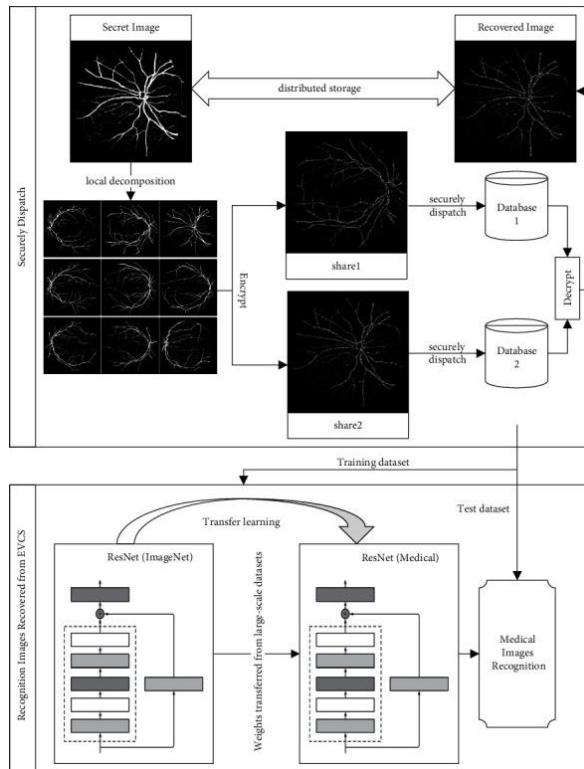 Secret Image
Recovered Image
distributed storage
local decomposition
Securely Dispatch
Encrypt
share1
securely
dispatch
Database
1
share2
securely
dispatch
Database
2
Decrypt
Training dataset
Test dataset
Recognition Images Recovered from EVCS
Transfer learning
ResNet (ImageNet)
Weights transferred from large-scale datasets
ResNet (Medical)
Medical
Images
Recognition